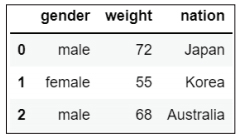 gender weight nation
0 male 72 Japan
1 female 55 Korea
2 male 68 Australia